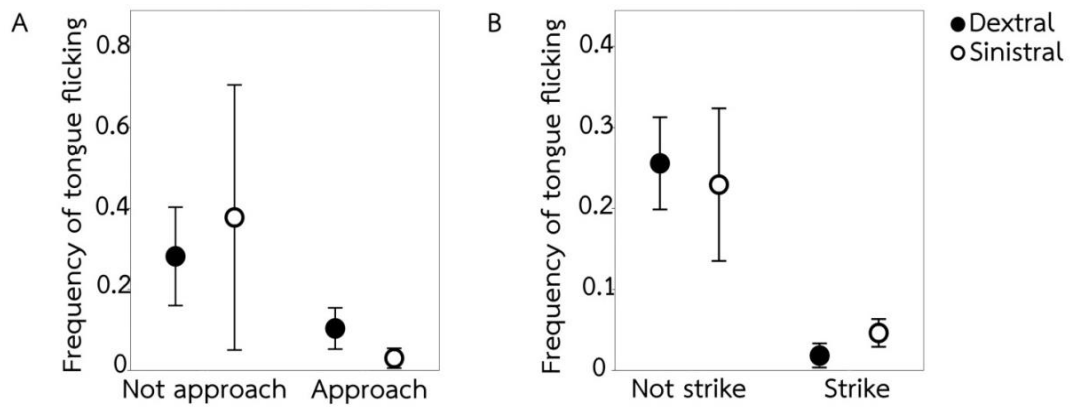 A
Frequency of tongue flicking
0.8
0.6
0.4
0.2
0
Not approach Approach
B
Frequency of tongue flicking
0.4
0.3
0.2
0.1
0
Not strike Strike
Dextral
Sinistral